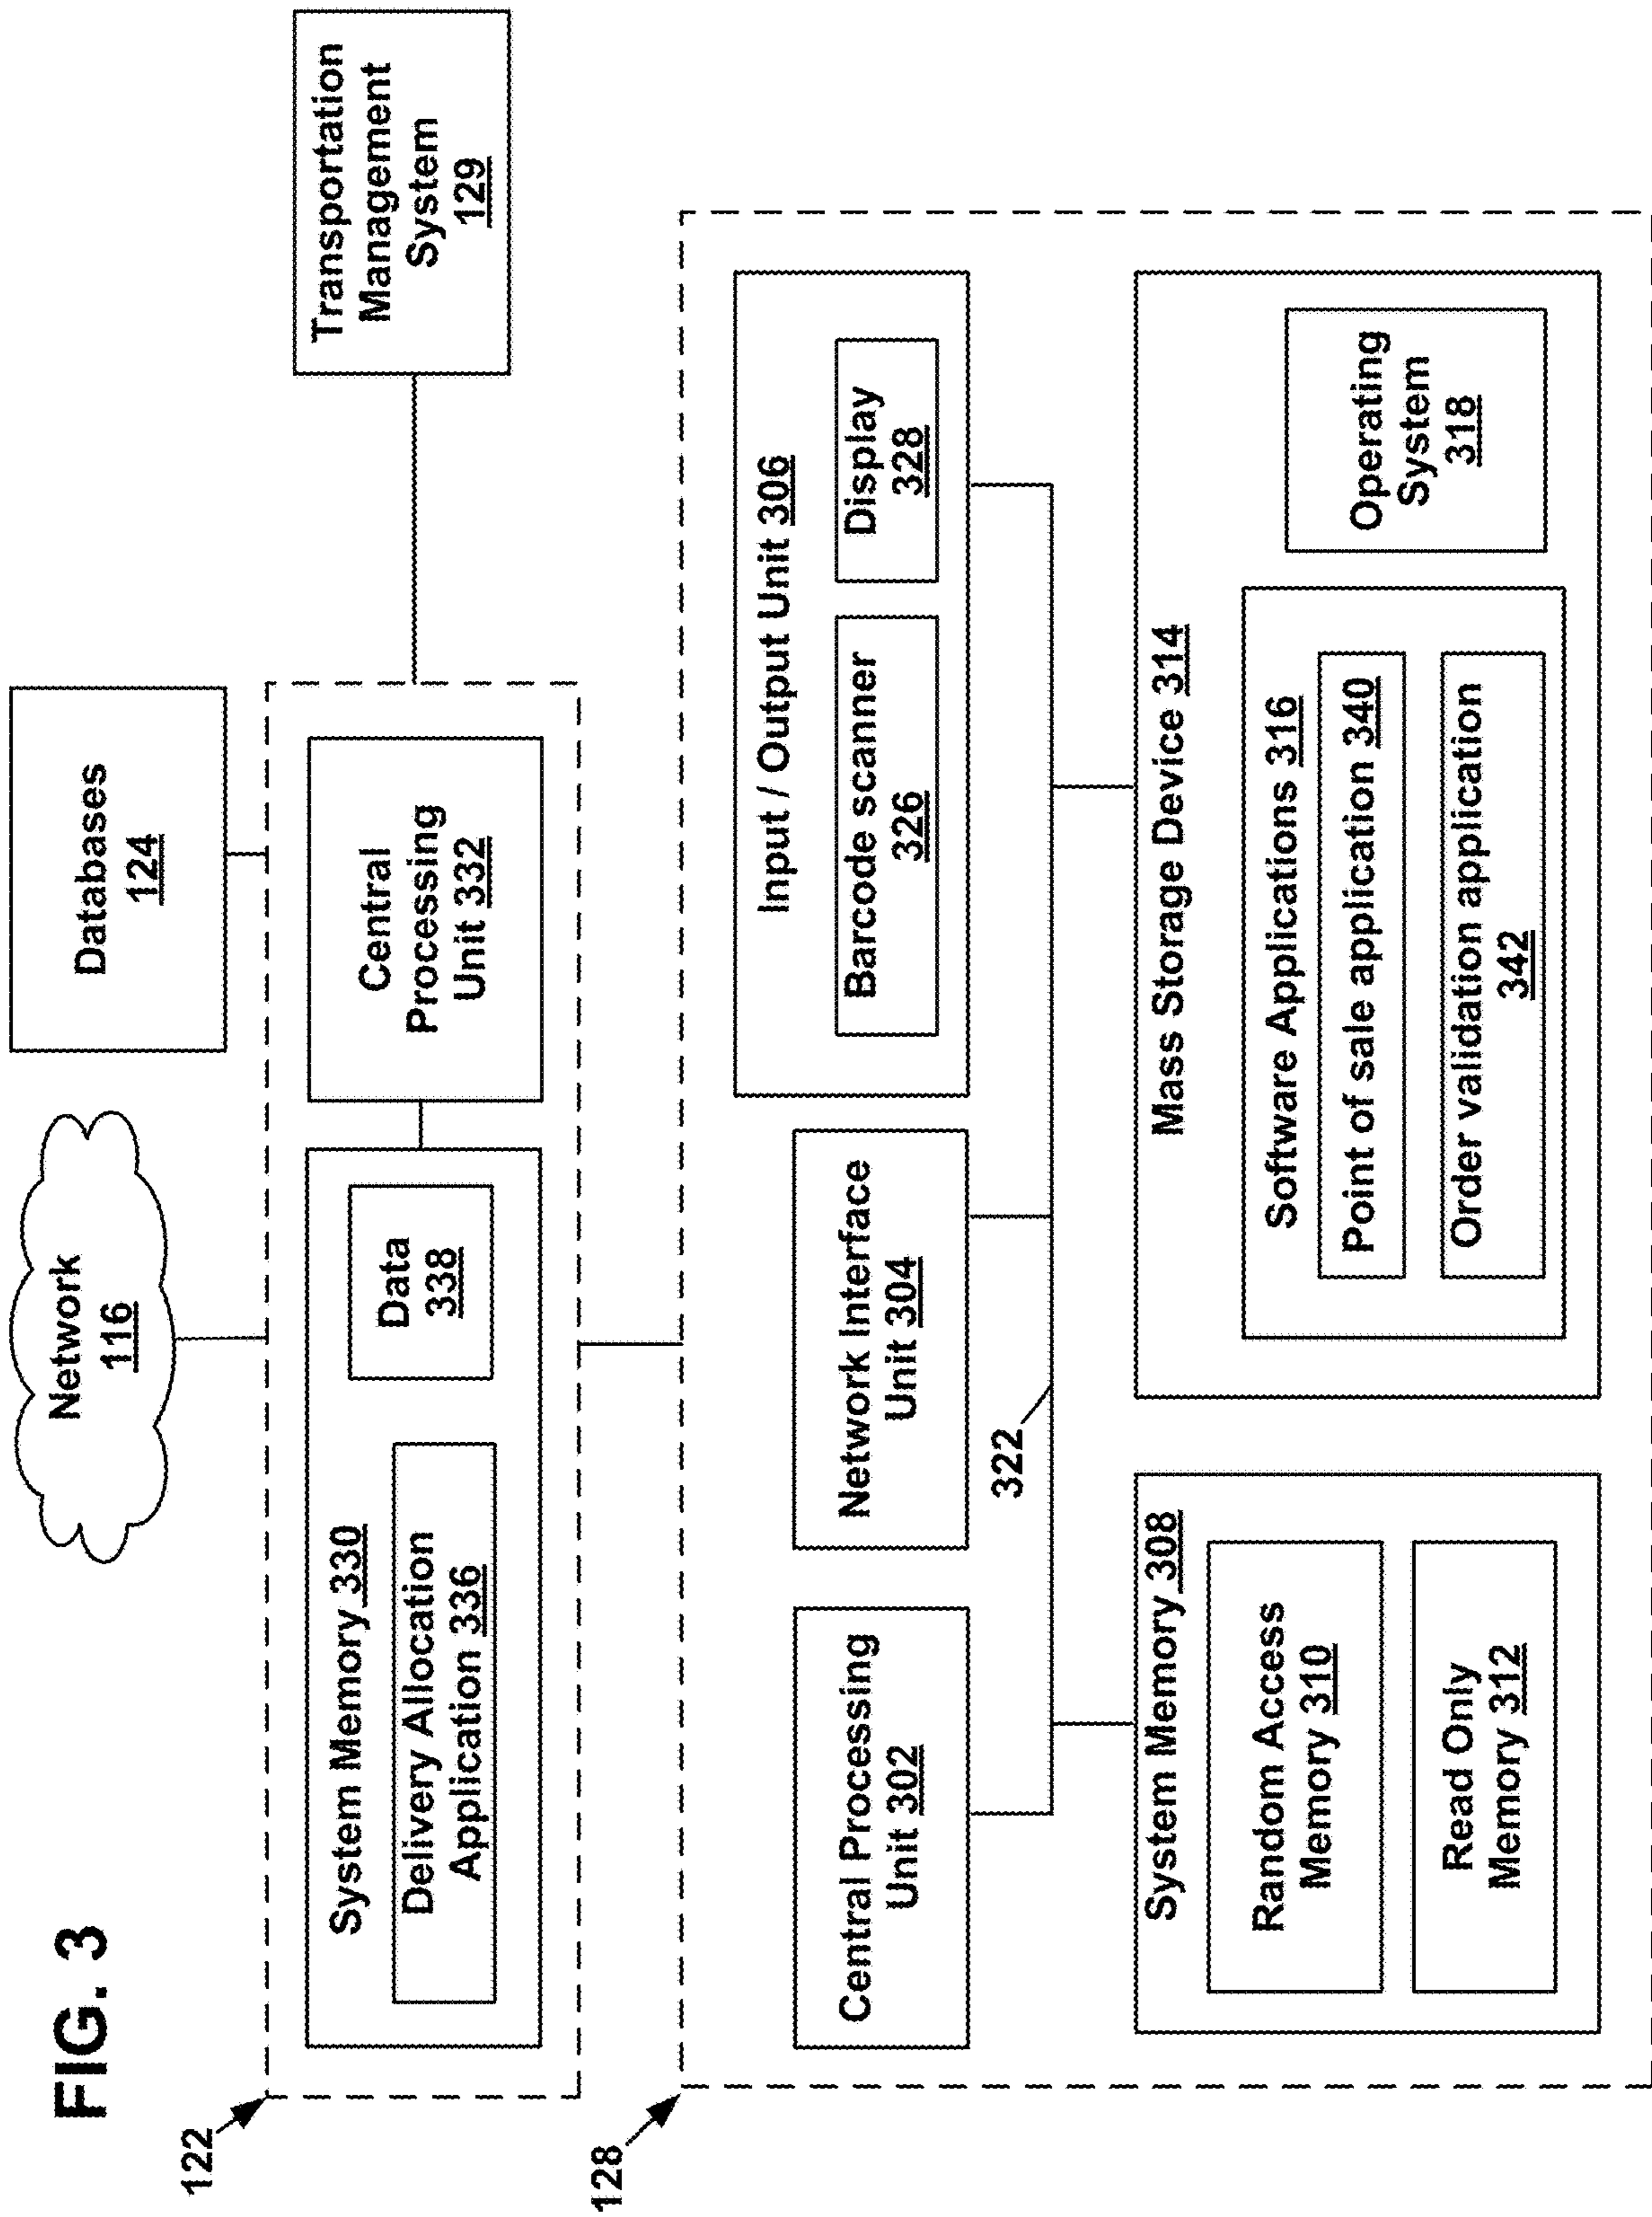 FIG. 3
Network
116
Databases
124
122
System Memory 330
Delivery Allocation
Application 336
Data
338
Central
Processing
Unit 332
Transportation
Management
System
129
128
Central Processing
Unit 302
Network Interface
Unit 304
Input / Output Unit 306
Barcode scanner
326
Display
328
322
System Memory 308
Random Access
Memory 310
Read Only
Memory 312
Mass Storage Device 314
Software Applications 316
Point of sale application 340
Order validation application
342
Operating
System
318